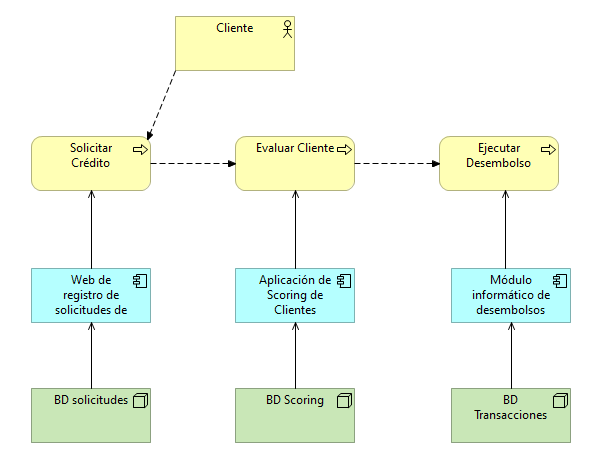 Cliente
Solicitar
Crédito
Evaluar Cliente
Ejecutar
Desembolso
Web de
registro de
solicitudes de
Aplicación de
Scoring de
Clientes
Módulo
informático de
desembolsos
BD solicitudes
BD Scoring
BD
Transacciones